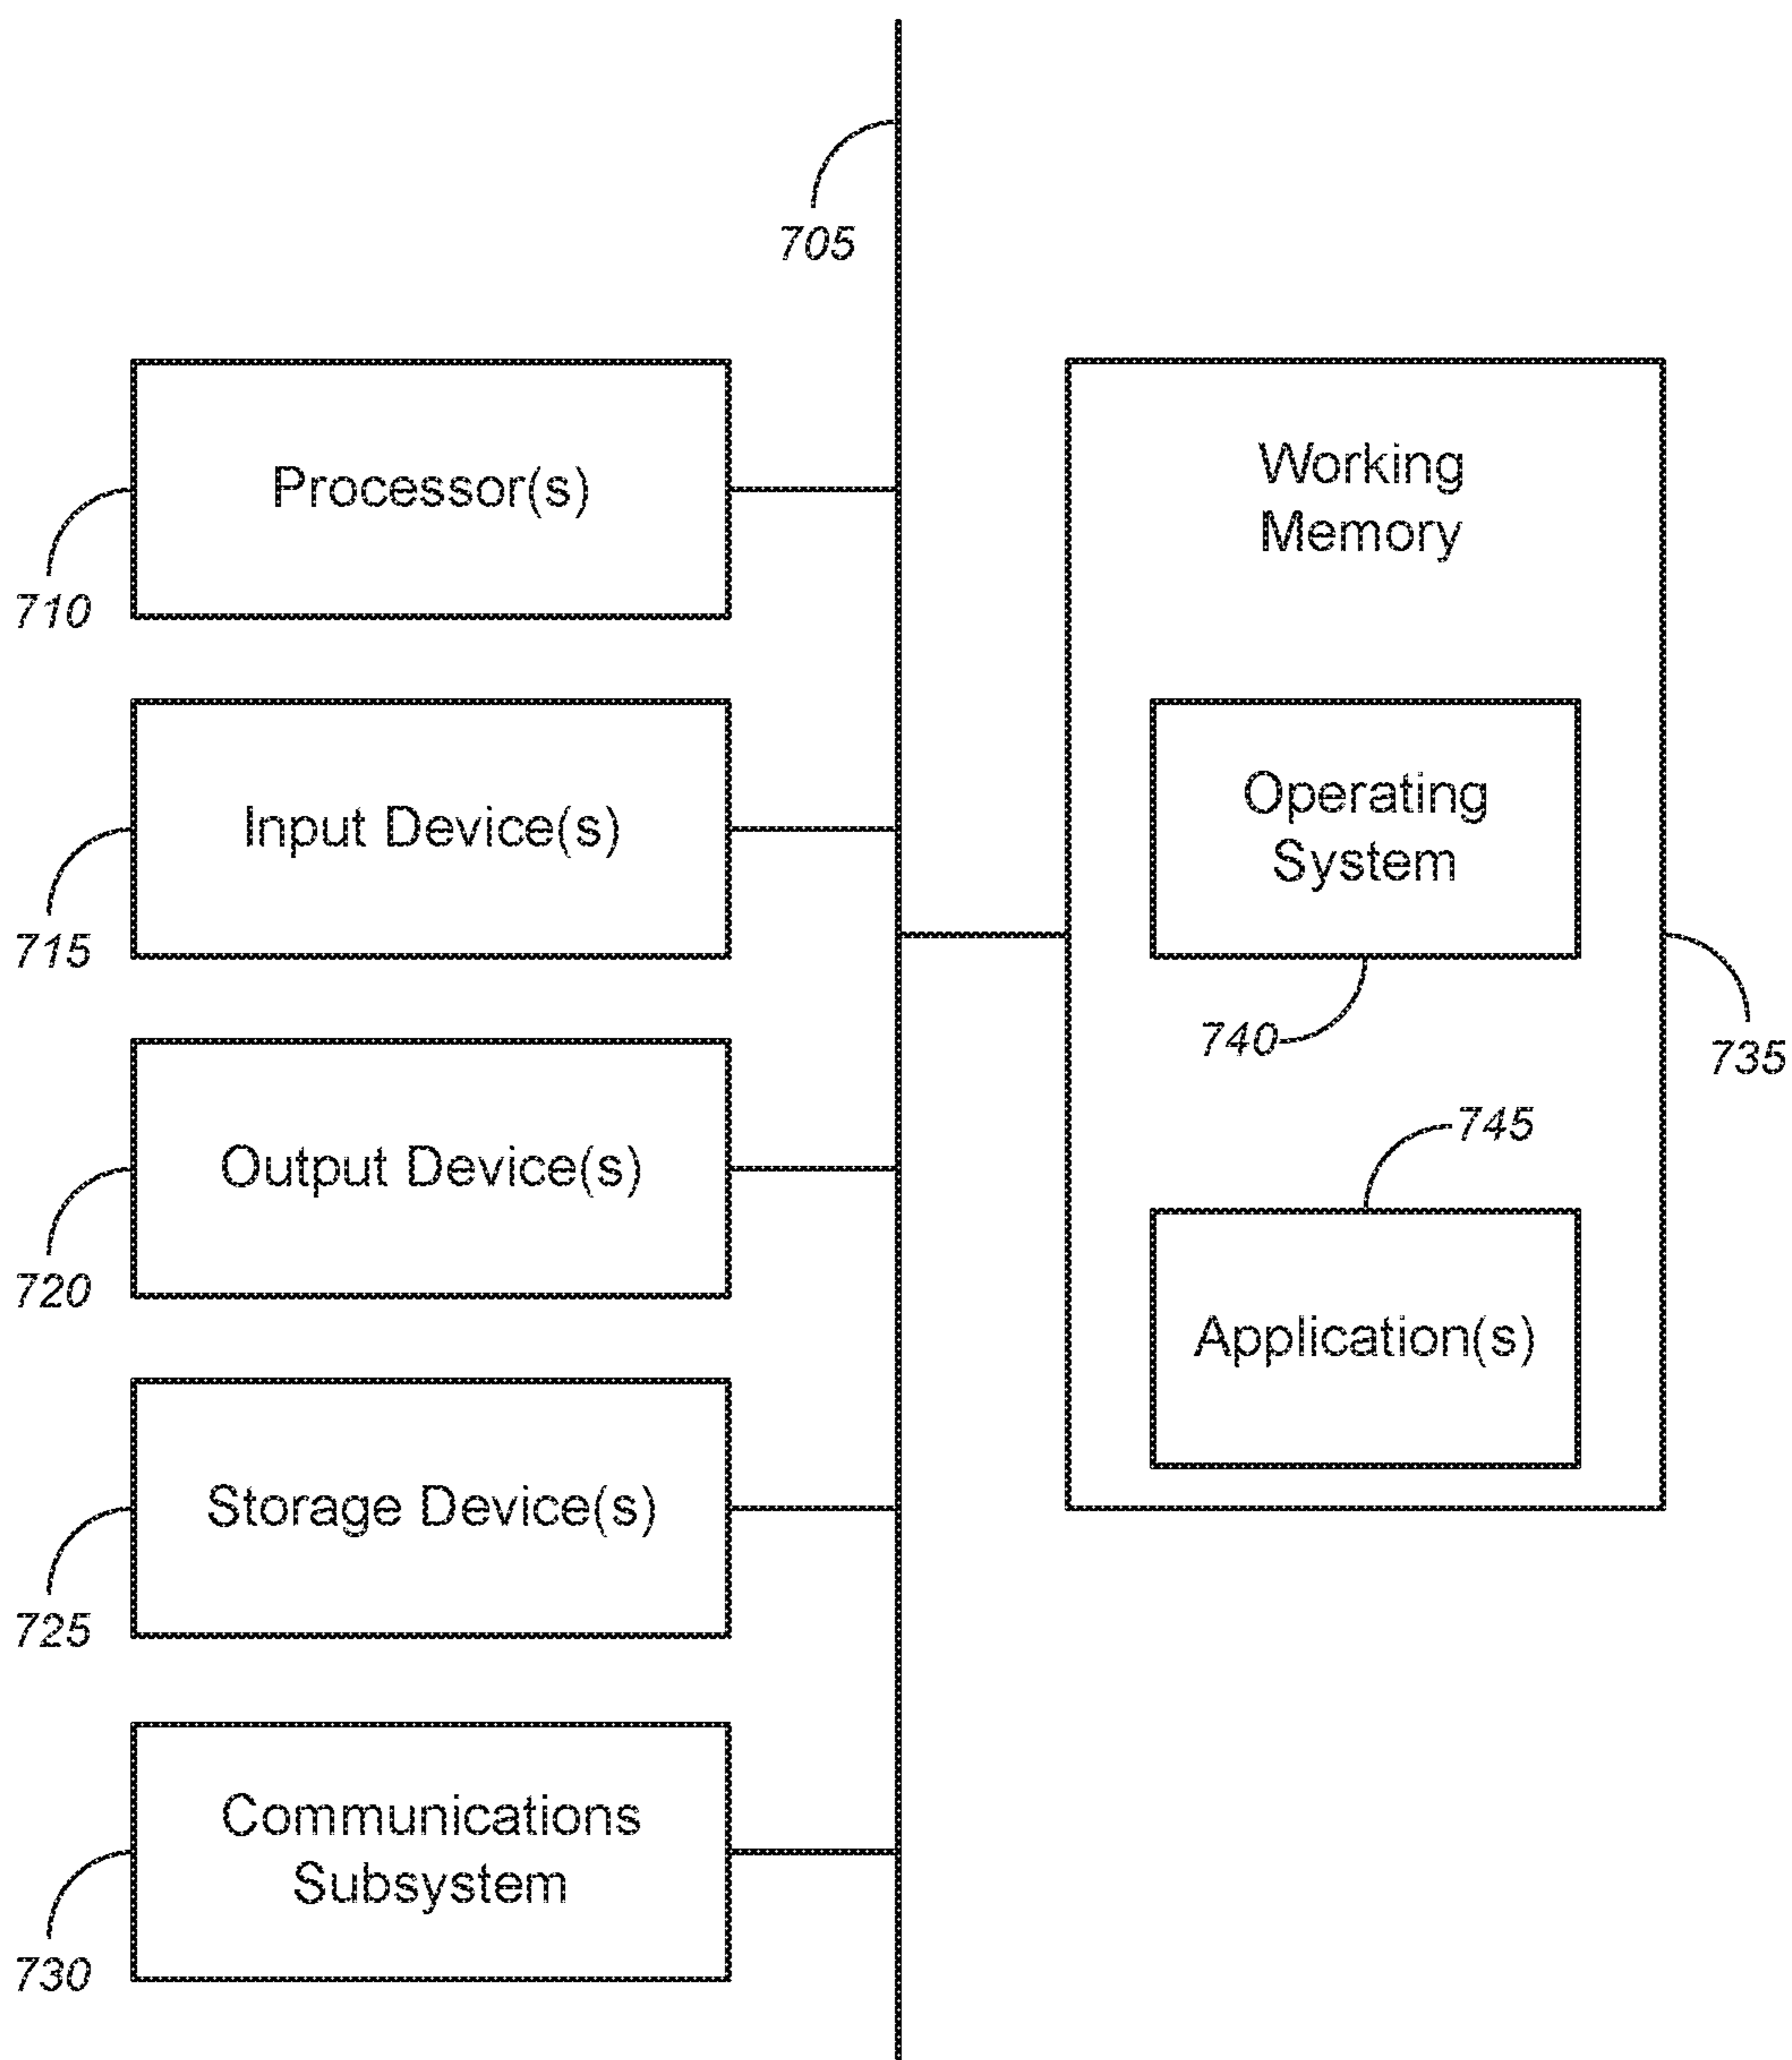 705
Processor(s)
710
Input Device(s)
715
Output Device(s)
720
Storage Device(s)
725
Communications
Subsystem
730
Working
Memory
Operating
System
740
735
745
Application(s)